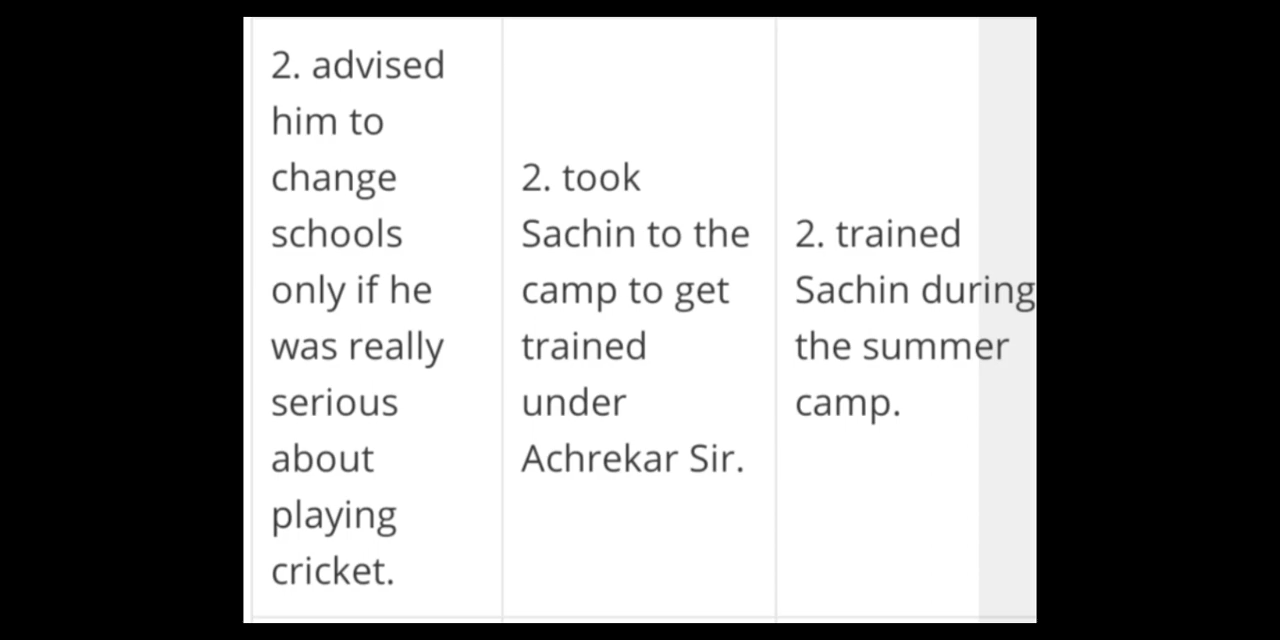 2. advised
him to
change
schools
only if he
was really
serious
about
playing
cricket.
2. took
Sachin to the
camp to get
trained
under
Achrekar Sir.
2. trained
Sachin during
the summer
camp.